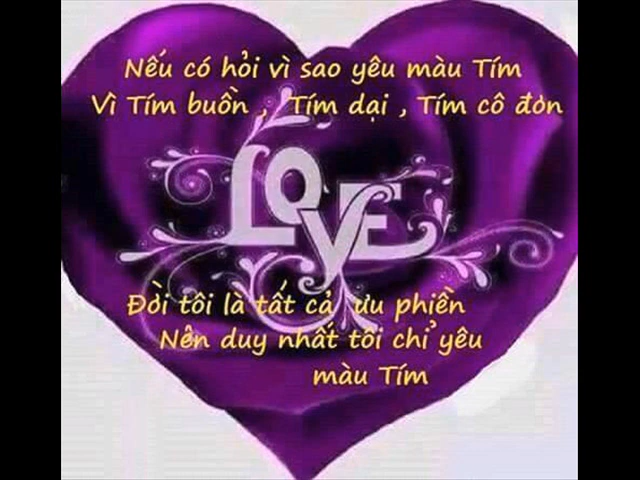 Nếu có hỏi vì sao yêu màu Tím
Vì Tím buồn , Tím dại , Tím cô đơn
LOVE
Đời tôi là tất cả ưu phiền
Nên duy nhất tôi chỉ yêu
màu Tím